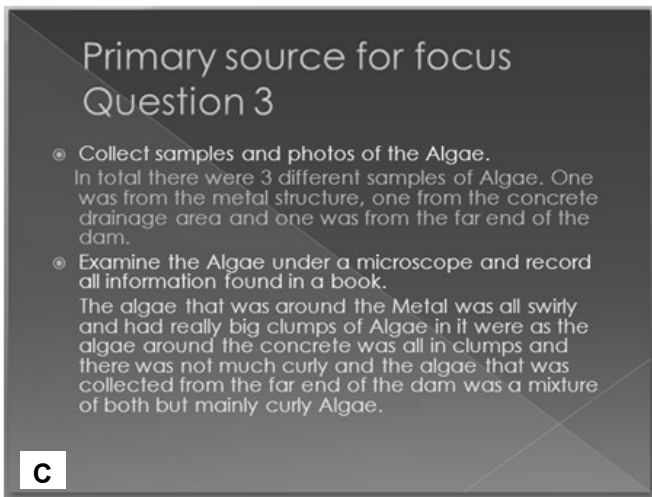 Primary source for focus
Question 3
Collect samples and photos of the Algae.
In total there were 3 different samples of Algae. One
was from the metal structure, one from the concrete
drainage area and one was from the far end of the
dam.
Examine the Algae under a microscope and record
all information found in a book.
The algae that was around the Metal was all swirly
and had really big clumps of Algae in it were as the
algae around the concrete was all in clumps and
there was not much curly and the algae that was
collected from the far end of the dam was a mixture
of both but mainly curly Algae.
C